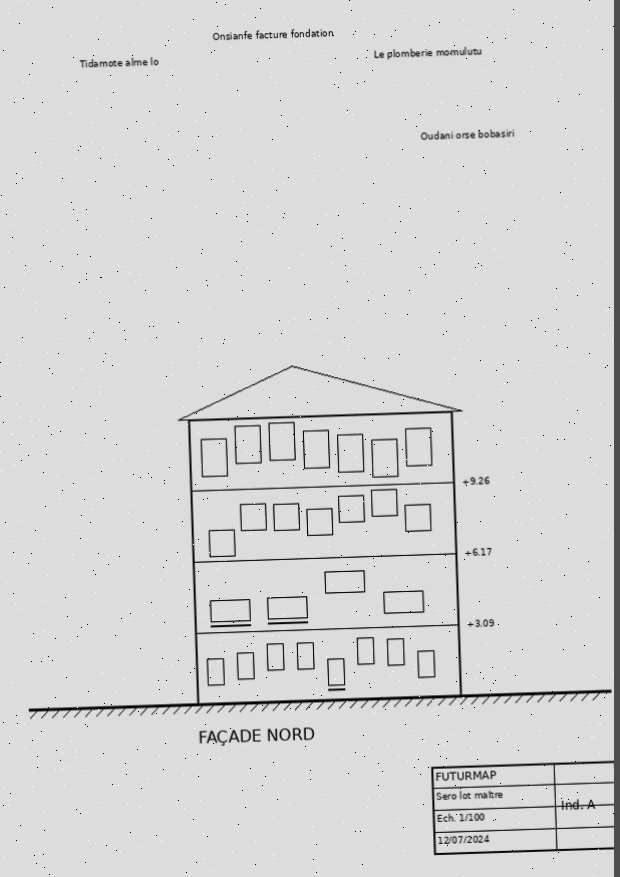 Onsianfe facture fondation
Tidamote alme lo
Le plomberie momulutu
Oudani orse bobasiri
+9.26
+6.17
+3.09
FAÇADE NORD
FUTURMAP
Sero lot maître
Ind. A
Ech. 1/100
12/07/2024